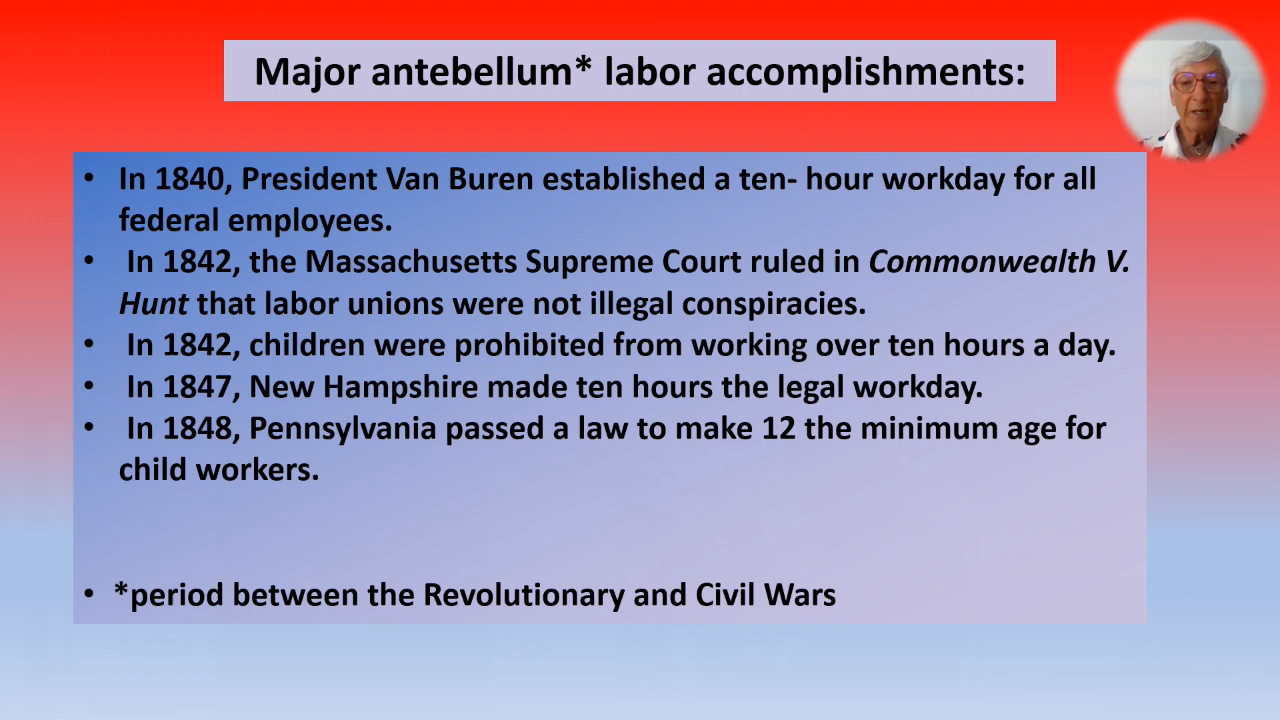 Major antebellum* labor accomplishments:
• In 1840, President Van Buren established a ten- hour workday for all
federal employees.
• In 1842, the Massachusetts Supreme Court ruled in Commonwealth V.
Hunt that labor unions were not illegal conspiracies.
• In 1842, children were prohibited from working over ten hours a day.
• In 1847, New Hampshire made ten hours the legal workday.
• In 1848, Pennsylvania passed a law to make 12 the minimum age for
child workers.
• *period between the Revolutionary and Civil Wars